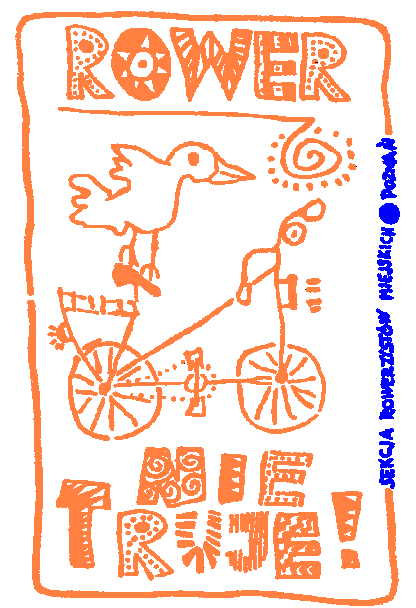 ROWER
NIE
TRUJE!
SEKCJA ROWERZYSTÓW MIEJSKICH POZNAŃ